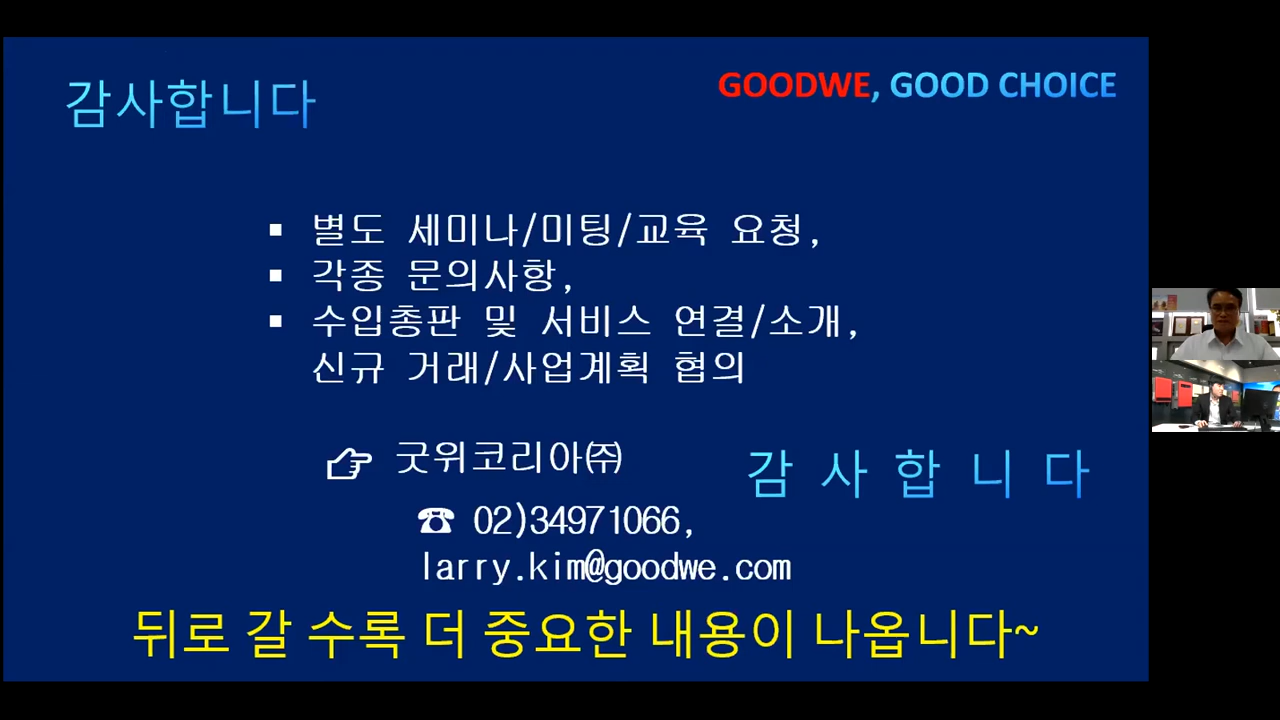 감사합니다
GOODWE, GOOD CHOICE
▪ 별도 세미나/미팅/교육 요청,
▪ 각종 문의사항,
▪ 수입총판 및 서비스 연결/소개,
신규 거래/사업계획 협의
☞ 굿위코리아㈜
감 사 합 니 다
☎ 02)34971066,
larry.kim@goodwe.com
뒤로 갈 수록 더 중요한 내용이 나옵니다~